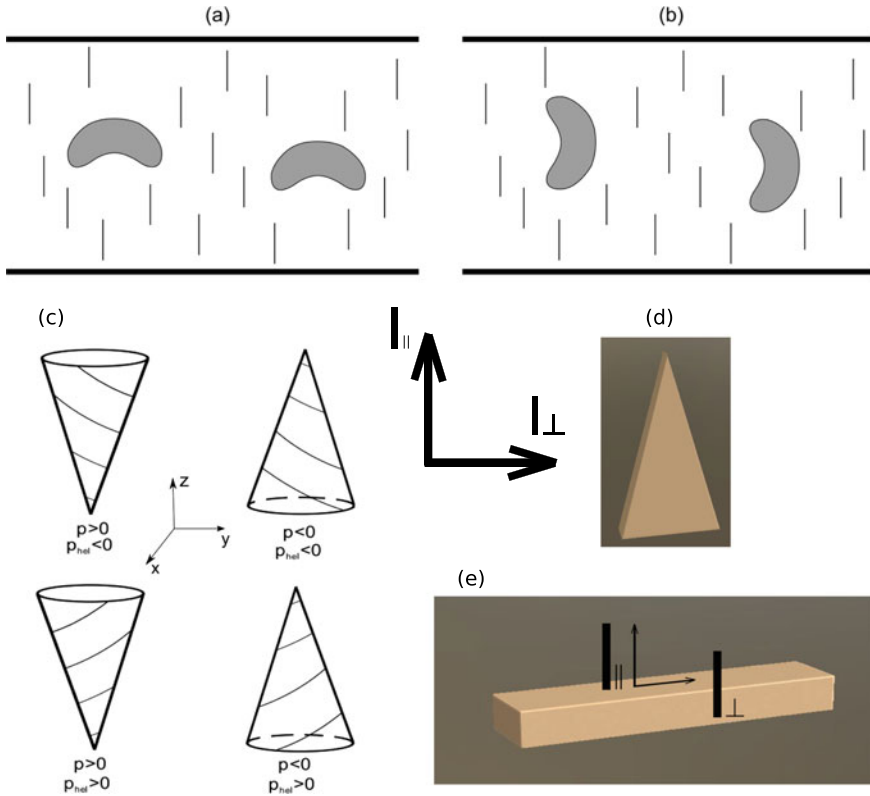 (a)
(b)
(c)
(d)
I∥
I⊥
z
y
x
p>0
p_hel<0
p<0
p_hel<0
(e)
I∥
I⊥
p>0
p_hel>0
p<0
p_hel>0